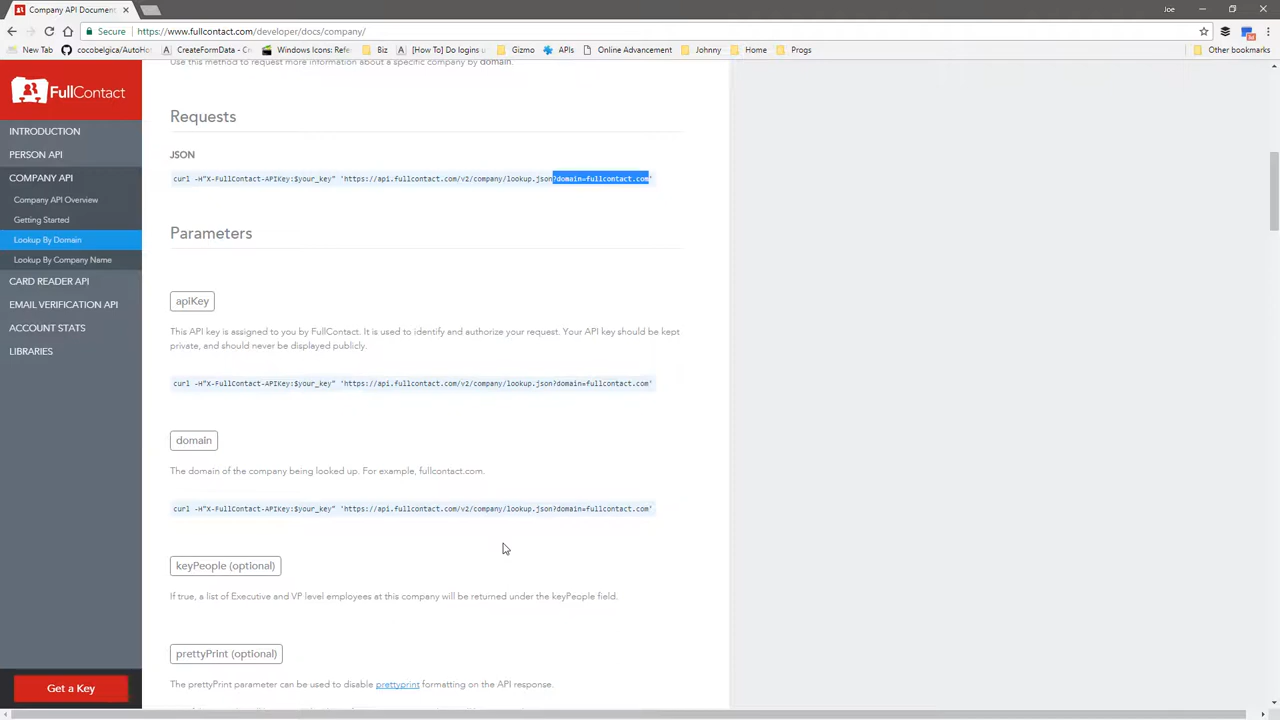 Company API Document
Joe
Secure
https://www.fullcontact.com/developer/docs/company/
New Tab
cocobelgica/AutoHo
CreateFormData - C
Windows Icons: Refe
Biz
[How To] Do logins u
Gizmo
APIs
Online Advancement
Johnny
Home
Progs
Other bookmarks
FullContact
INTRODUCTION
PERSON API
COMPANY API
Company API Overview
Getting Started
Lookup By Domain
Lookup By Company Name
CARD READER API
EMAIL VERIFICATION API
ACCOUNT STATS
LIBRARIES
Get a Key
Use this method to request more information about a specific company by domain.
Requests
JSON
curl -H"X-FullContact-APIKey:$your_key" 'https://api.fullcontact.com/v2/company/lookup.json?domain=fullcontact.com'
Parameters
apiKey
This API key is assigned to you by FullContact. It is used to identify and authorize your request. Your API key should be kept
private, and should never be displayed publicly.
curl -H"X-FullContact-APIKey:$your_key" 'https://api.fullcontact.com/v2/company/lookup.json?domain=fullcontact.com'
domain
The domain of the company being looked up. For example, fullcontact.com.
curl -H"X-FullContact-APIKey:$your_key" 'https://api.fullcontact.com/v2/company/lookup.json?domain=fullcontact.com'
keyPeople (optional)
If true, a list of Executive and VP level employees at this company will be returned under the keyPeople field.
prettyPrint (optional)
The prettyPrint parameter can be used to disable prettyprint formatting on the API response.